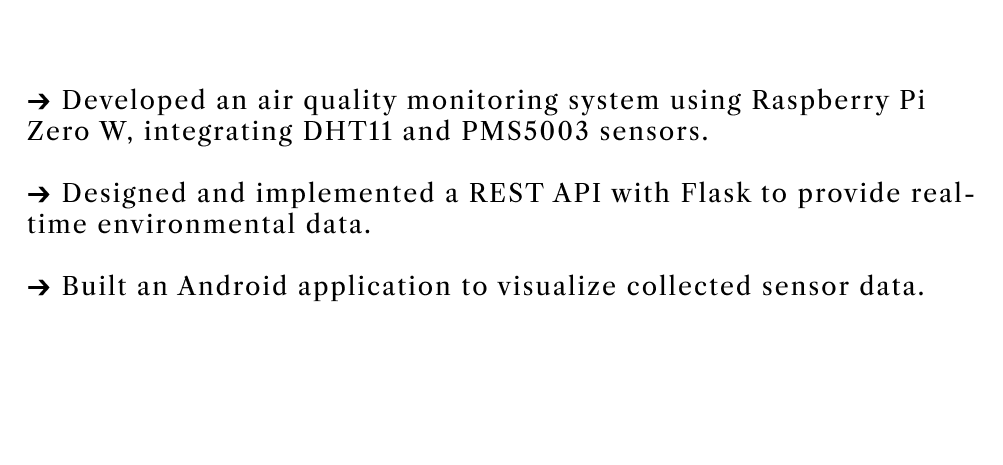 → Developed an air quality monitoring system using Raspberry Pi
Zero W, integrating DHT11 and PMS5003 sensors.
→ Designed and implemented a REST API with Flask to provide real-
time environmental data.
→ Built an Android application to visualize collected sensor data.